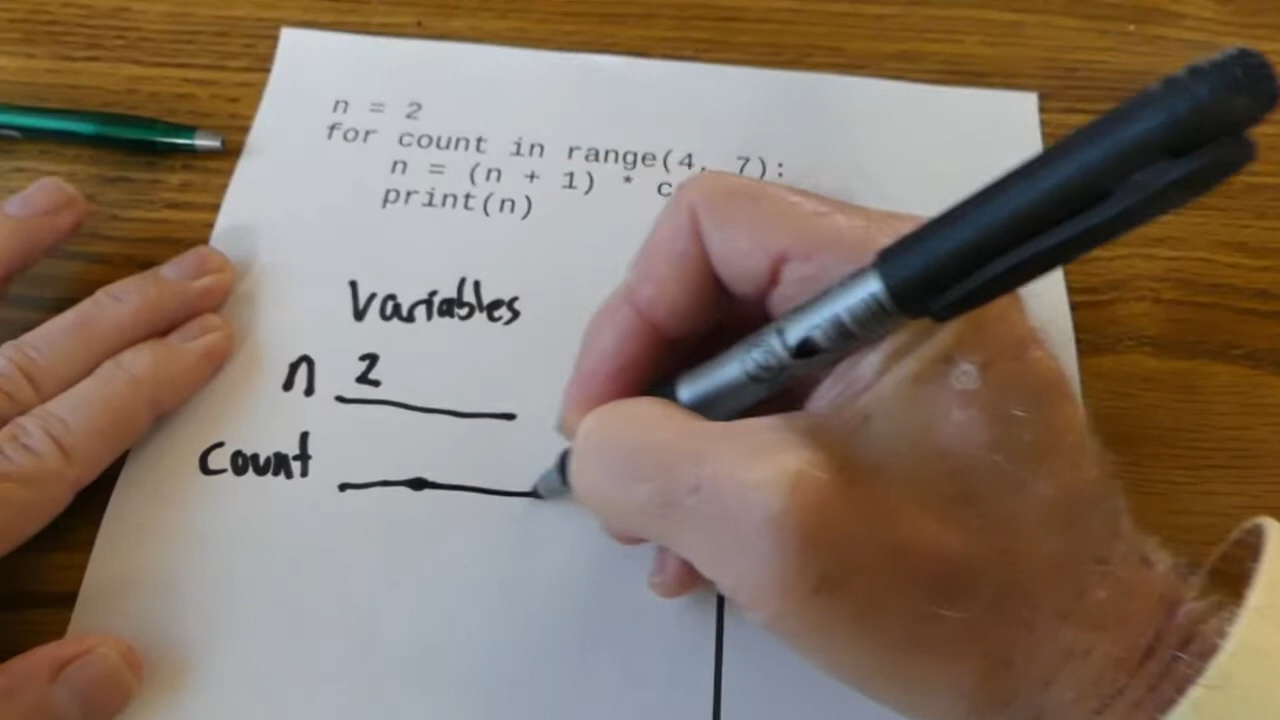 n = 2
for count in range(4, 7):
n = (n + 1) * c
print(n)
Variables
n 2
count